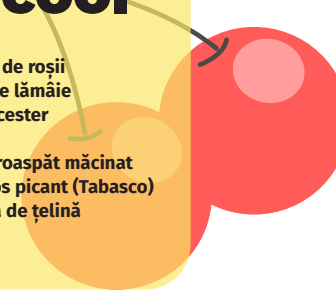 cool
de roșii
e lămâie
cester
roaspăt măcinat
os picant (Tabasco)
de țelină